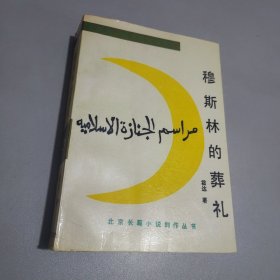 穆斯林的葬礼
مراسم الجنازة الاسلاميه
霍达 著
北京长篇小说创作丛书